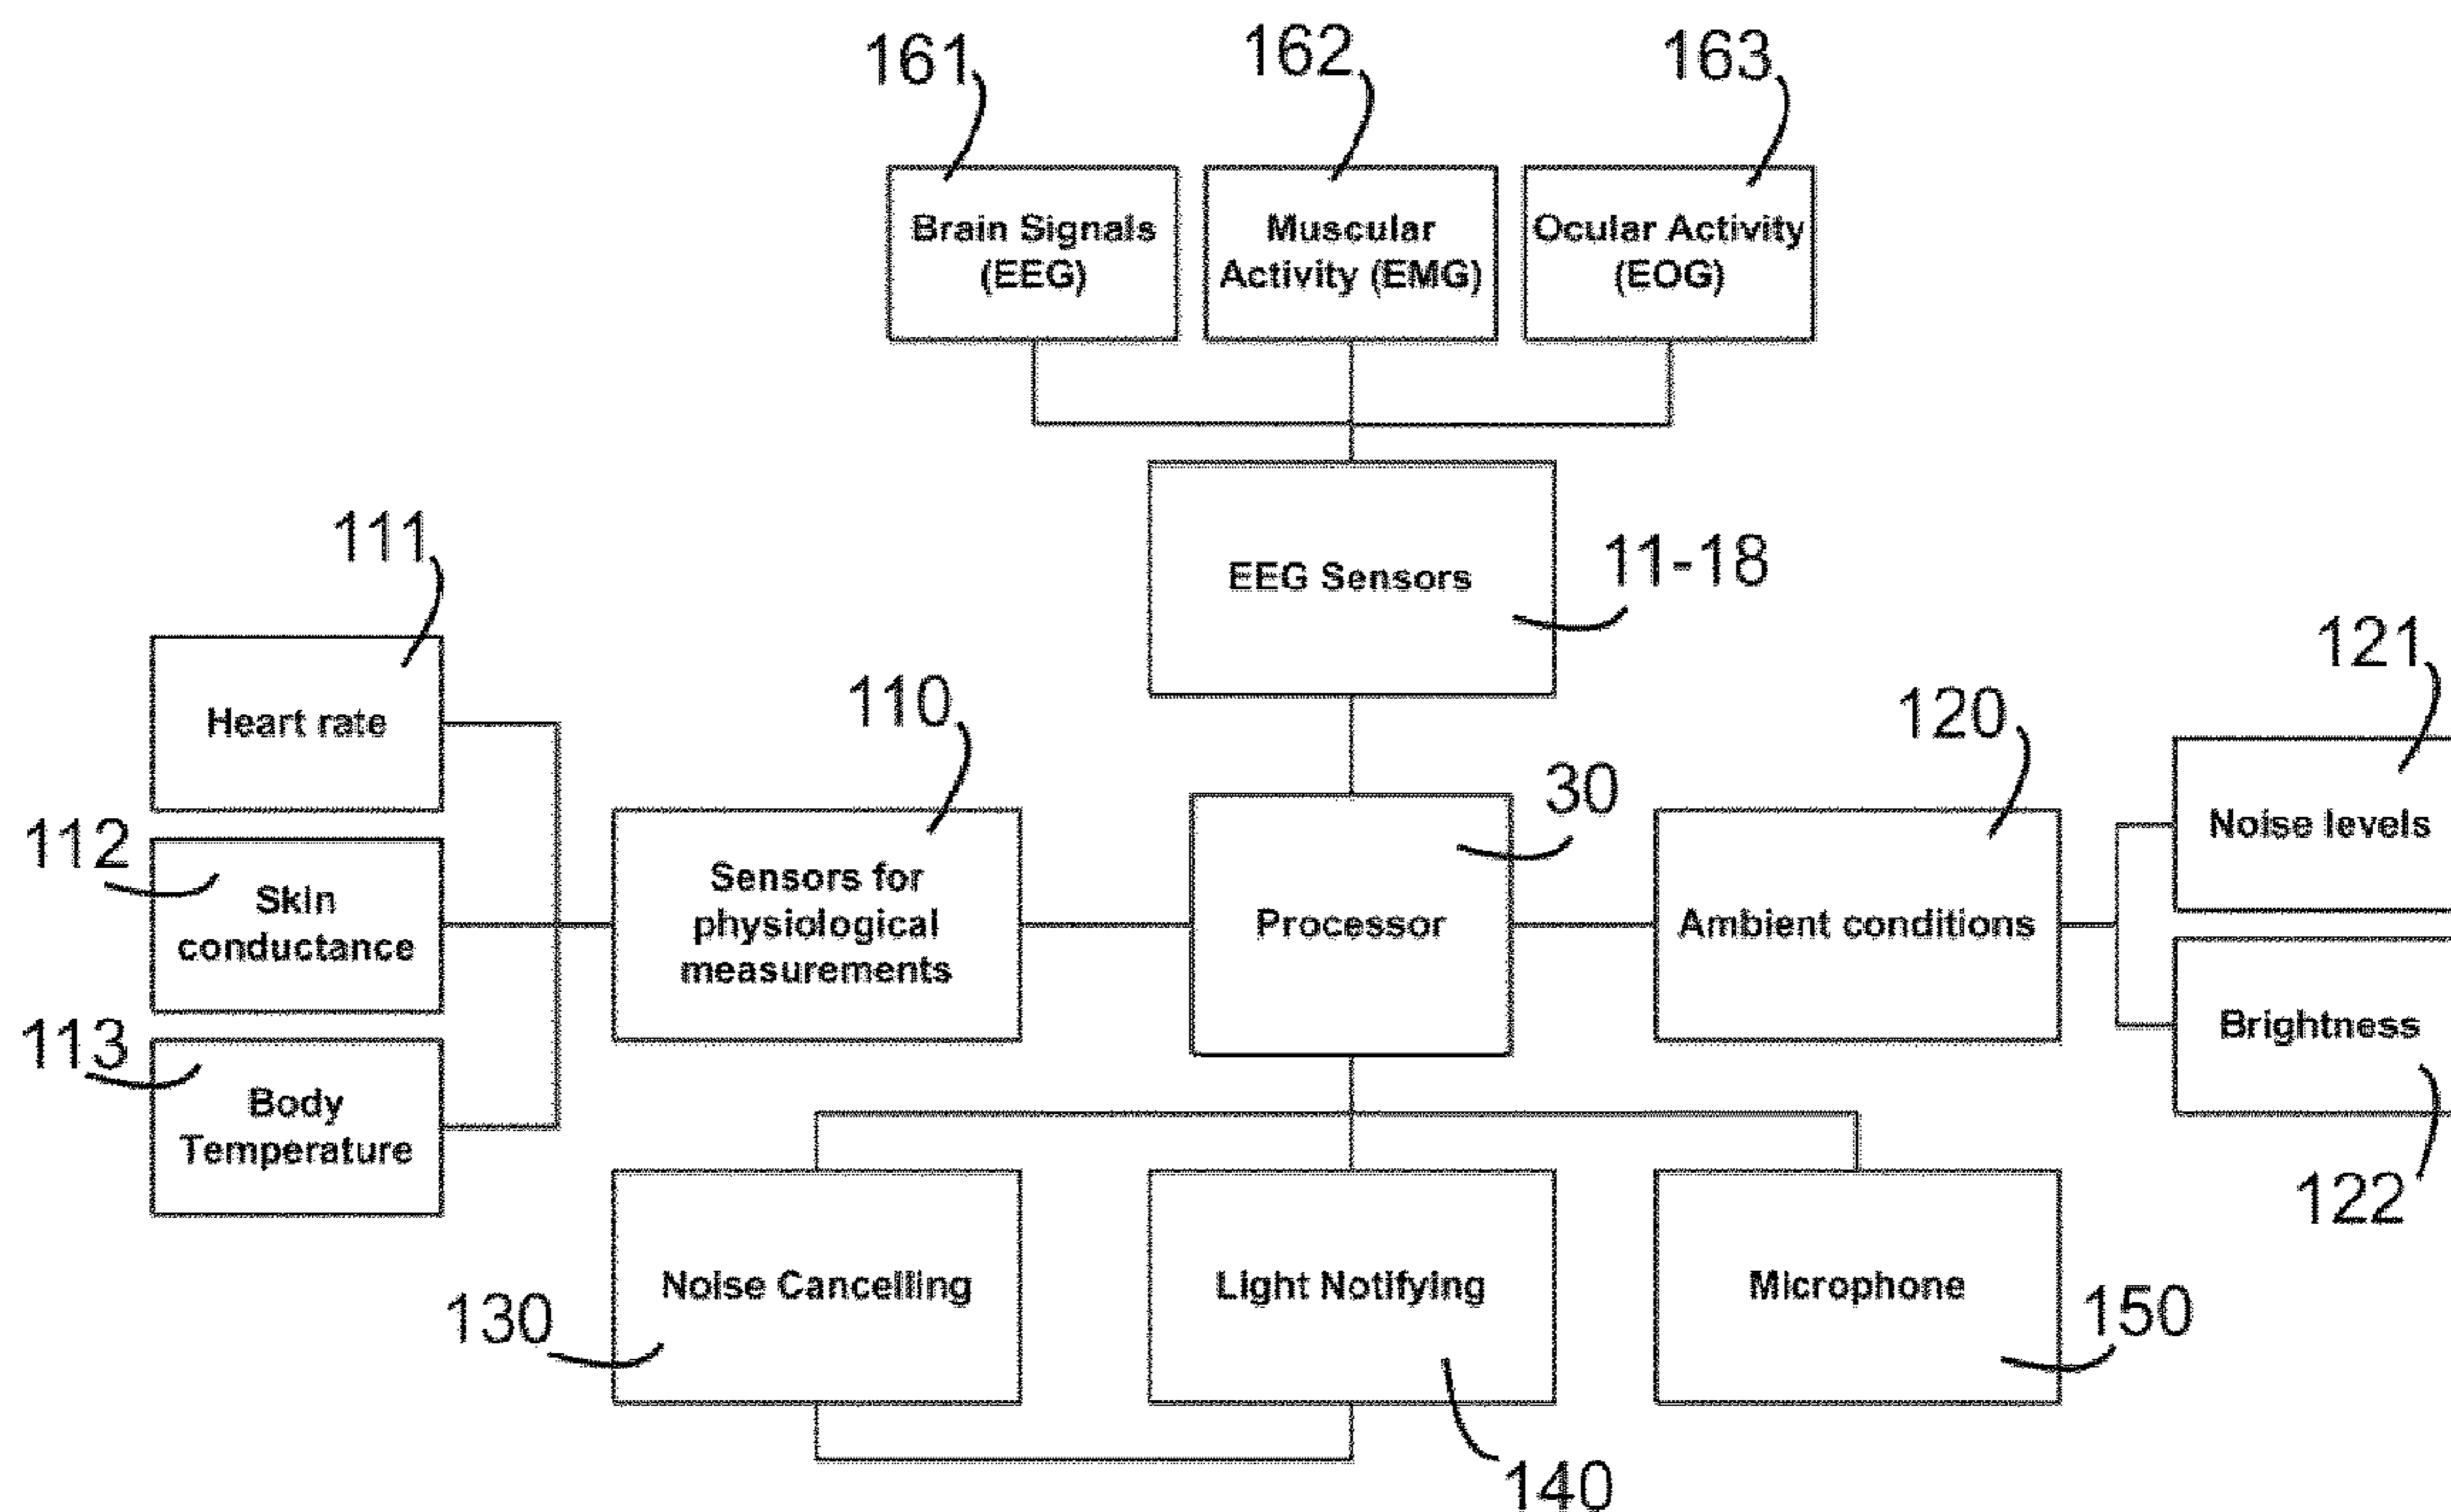 161
162
163
Brain Signals
(EEG)
Muscular
Activity (EMG)
Ocular Activity
(EOG)
EEG Sensors
11-18
111
Heart rate
112
Skin
conductance
113
Body
Temperature
110
Sensors for
physiological
measurements
30
Processor
120
Ambient conditions
121
Noise levels
Brightness
122
Noise Cancelling
130
Light Notifying
140
Microphone
150